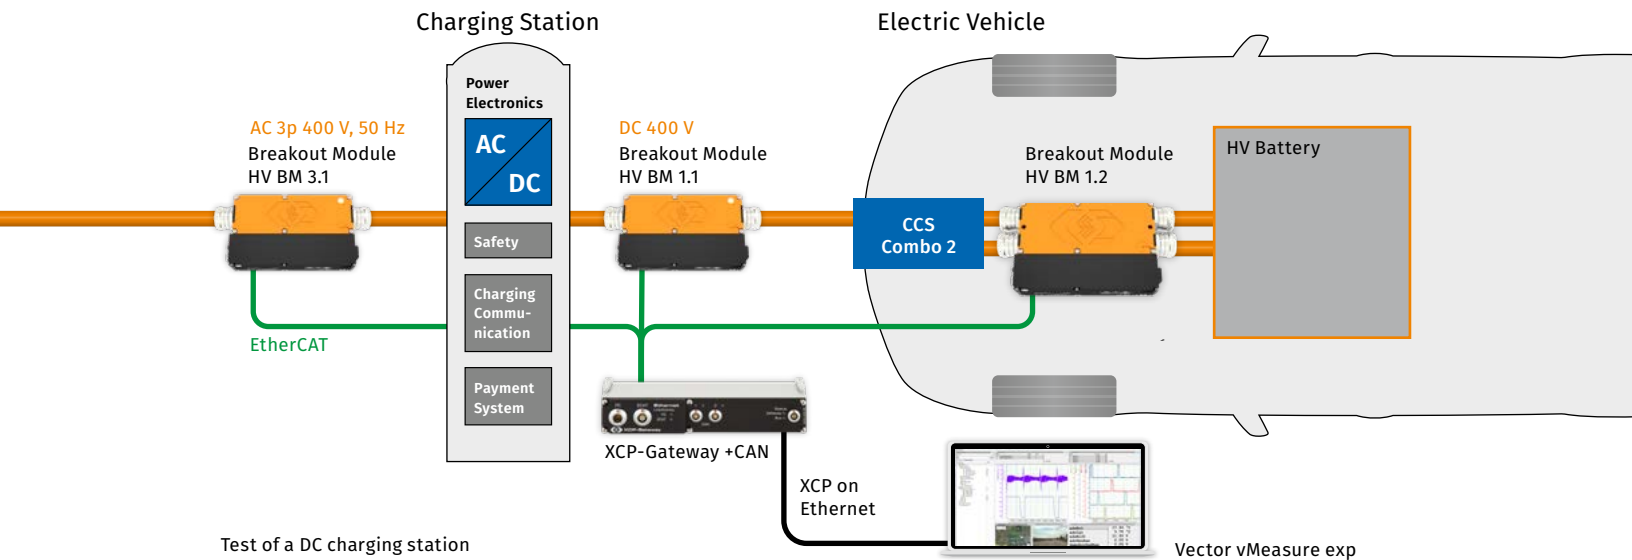 Charging Station
Electric Vehicle
Power
Electronics
AC
DC
Safety
Charging
Commu-
nication
Payment
System
AC 3p 400 V, 50 Hz
Breakout Module
HV BM 3.1
EtherCAT
DC 400 V
Breakout Module
HV BM 1.1
CCS
Combo 2
Breakout Module
HV BM 1.2
HV Battery
XCP-Gateway
XCP-Gateway +CAN
XCP on
Ethernet
Test of a DC charging station
Vector vMeasure exp